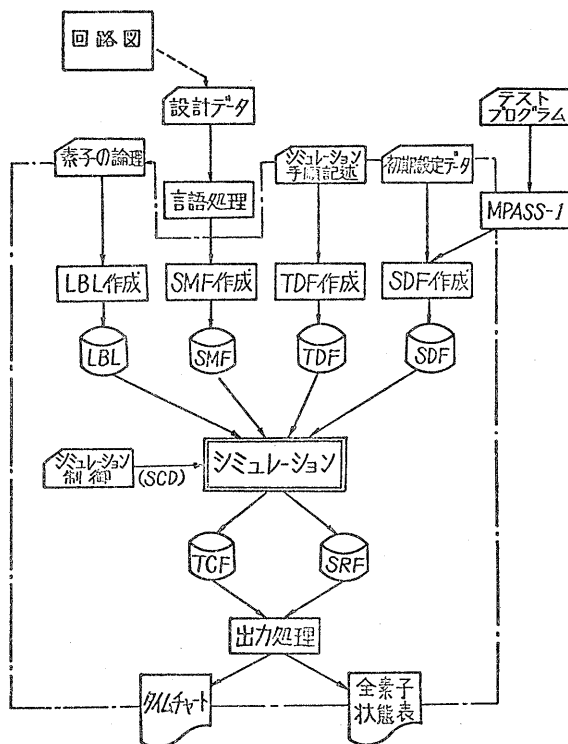 回路図
設計データ
テスト
プログラム
素子の論理
シミュレーション
手順記述
初期設定データ
言語処理
MPASS-1
LBL作成
SMF作成
TDF作成
SDF作成
LBL
SMF
TDF
SDF
シミュレーション
制御
(SCD)
シミュレーション
TCF
SRF
出力処理
タイムチャート
全素子
状態表